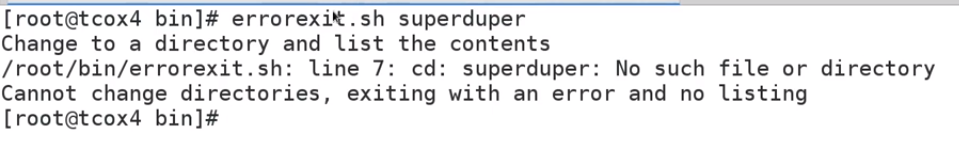 [root@tcox4 bin]# errorexit.sh superduper
Change to a directory and list the contents
/root/bin/errorexit.sh: line 7: cd: superduper: No such file or directory
Cannot change directories, exiting with an error and no listing
[root@tcox4 bin]#